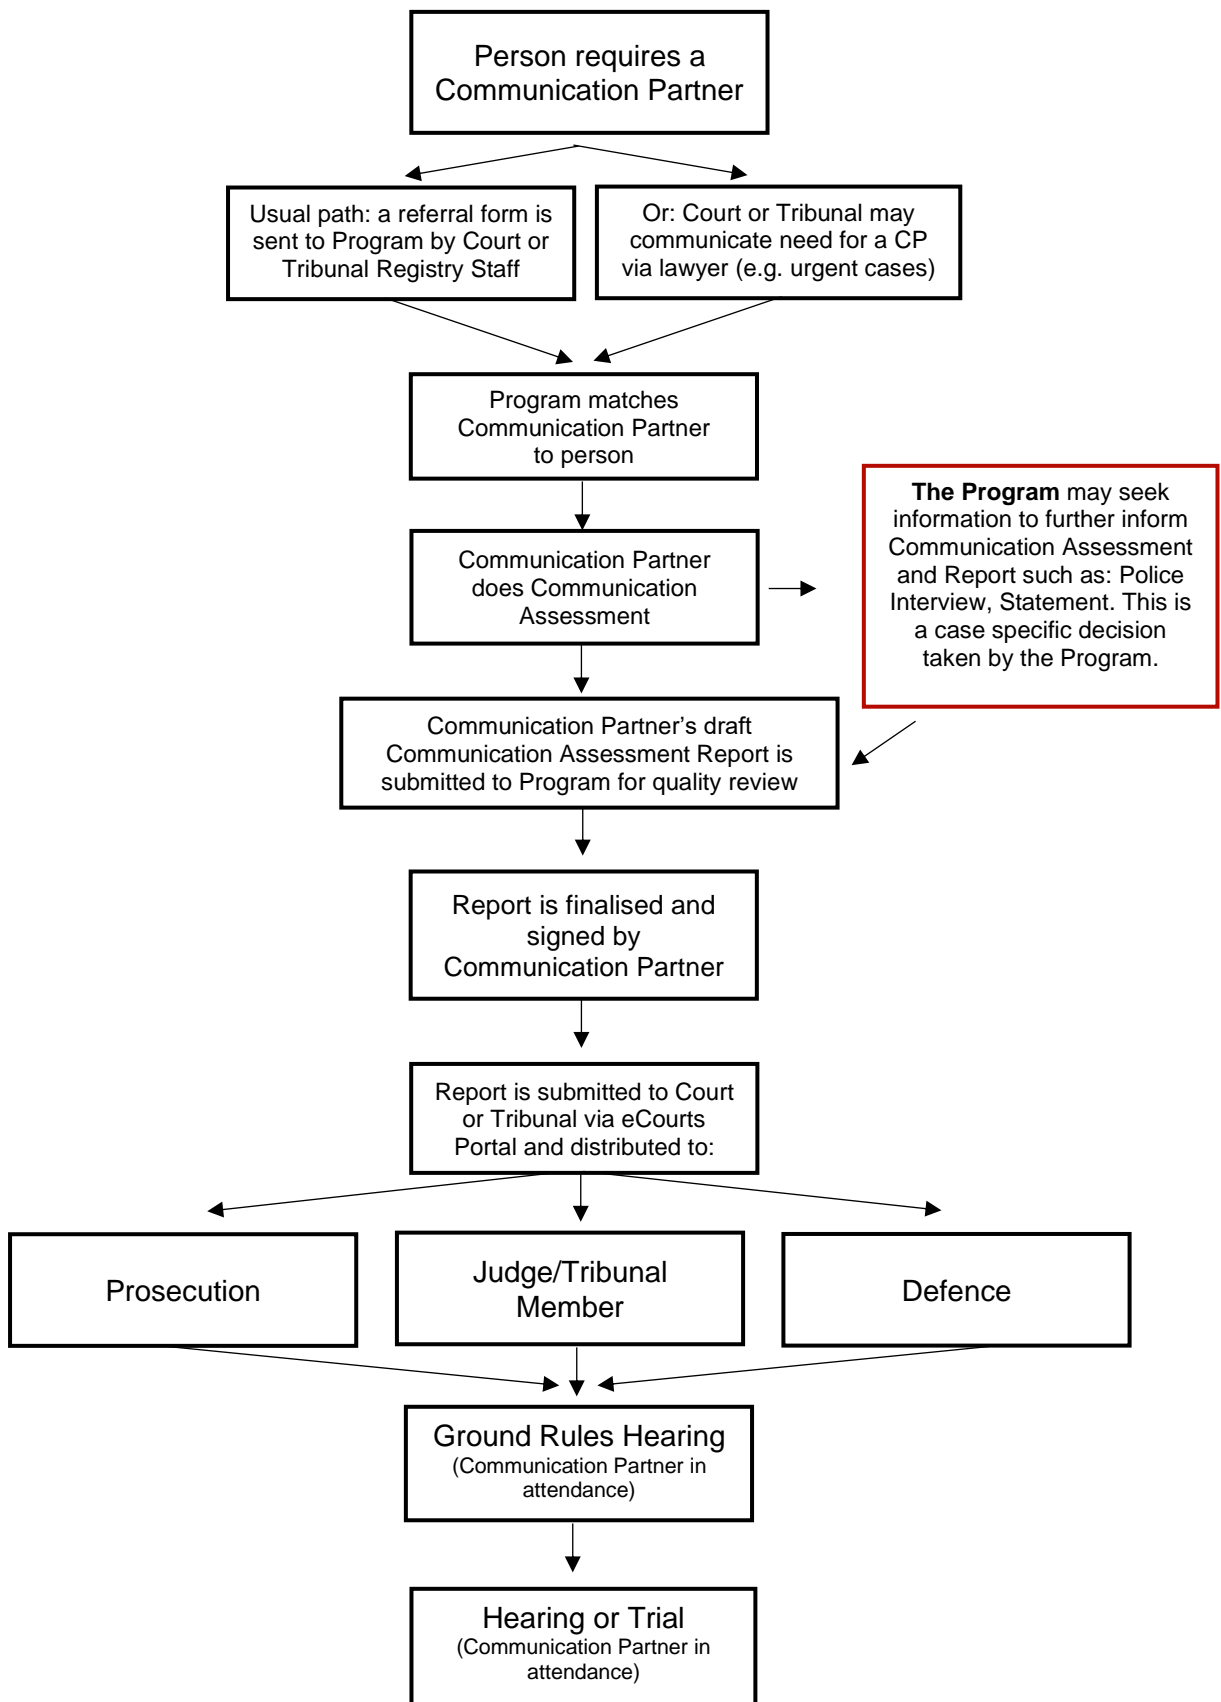 Person requires a
Communication Partner
Usual path: a referral form is
sent to Program by Court or
Tribunal Registry Staff
Or: Court or Tribunal may
communicate need for a CP
via lawyer (e.g. urgent cases)
Program matches
Communication Partner
to person
Communication Partner
does Communication
Assessment
The Program may seek
information to further inform
Communication Assessment
and Report such as: Police
Interview, Statement. This is
a case specific decision
taken by the Program.
Communication Partner’s draft
Communication Assessment Report is
submitted to Program for quality review
Report is finalised and
signed by
Communication Partner
Report is submitted to Court
or Tribunal via eCourts
Portal and distributed to:
Prosecution
Judge/Tribunal
Member
Defence
Ground Rules Hearing
(Communication Partner in
attendance)
Hearing or Trial
(Communication Partner in
attendance)